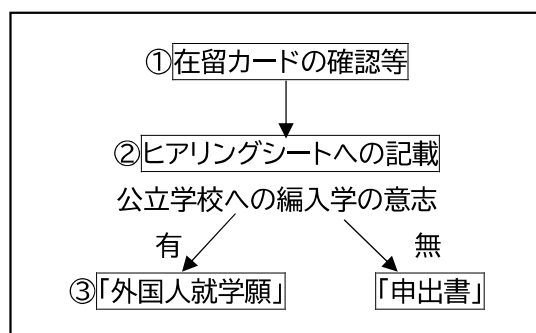 ①在留カードの確認等
②ヒアリングシートへの記載
公立学校への編入学の意志
有 無
③「外国人就学願」 「申出書」